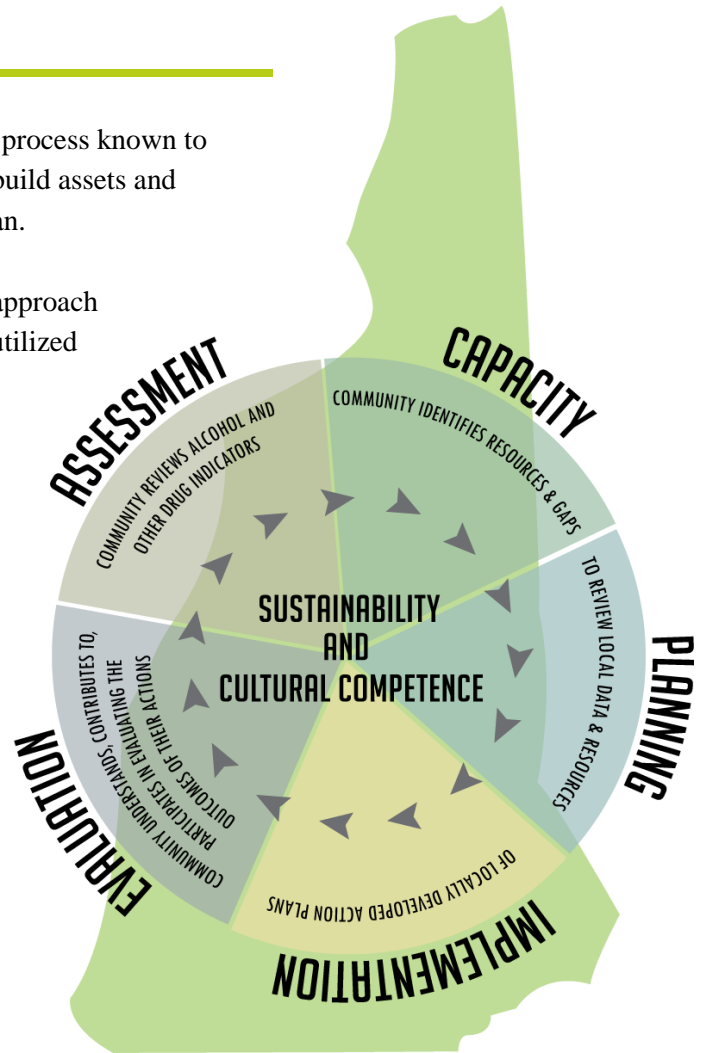 process known to
build assets and
an.
approach
utilized
ASSESSMENT
COMMUNITY REVIEWS ALCOHOL AND
OTHER DRUG INDICATORS
CAPACITY
COMMUNITY IDENTIFIES RESOURCES & GAPS
PLANNING
TO REVIEW LOCAL DATA & RESOURCES
IMPLEMENTATION
OF LOCALLY DEVELOPED ACTION PLANS
EVALUATION
COMMUNITY UNDERSTANDS, CONTRIBUTES TO,
PARTICIPATES IN EVALUATING THE
OUTCOMES OF THEIR ACTIONS
SUSTAINABILITY
AND
CULTURAL COMPETENCE